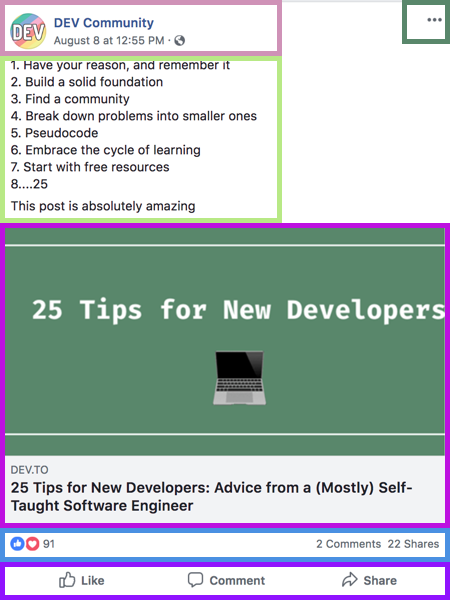 DEV
DEV Community
August 8 at 12:55 PM ·
1. Have your reason, and remember it
2. Build a solid foundation
3. Find a community
4. Break down problems into smaller ones
5. Pseudocode
6. Embrace the cycle of learning
7. Start with free resources
8....25
This post is absolutely amazing
25 Tips for New Developers
DEV.TO
25 Tips for New Developers: Advice from a (Mostly) Self-
Taught Software Engineer
91 2 Comments 22 Shares
Like Comment Share